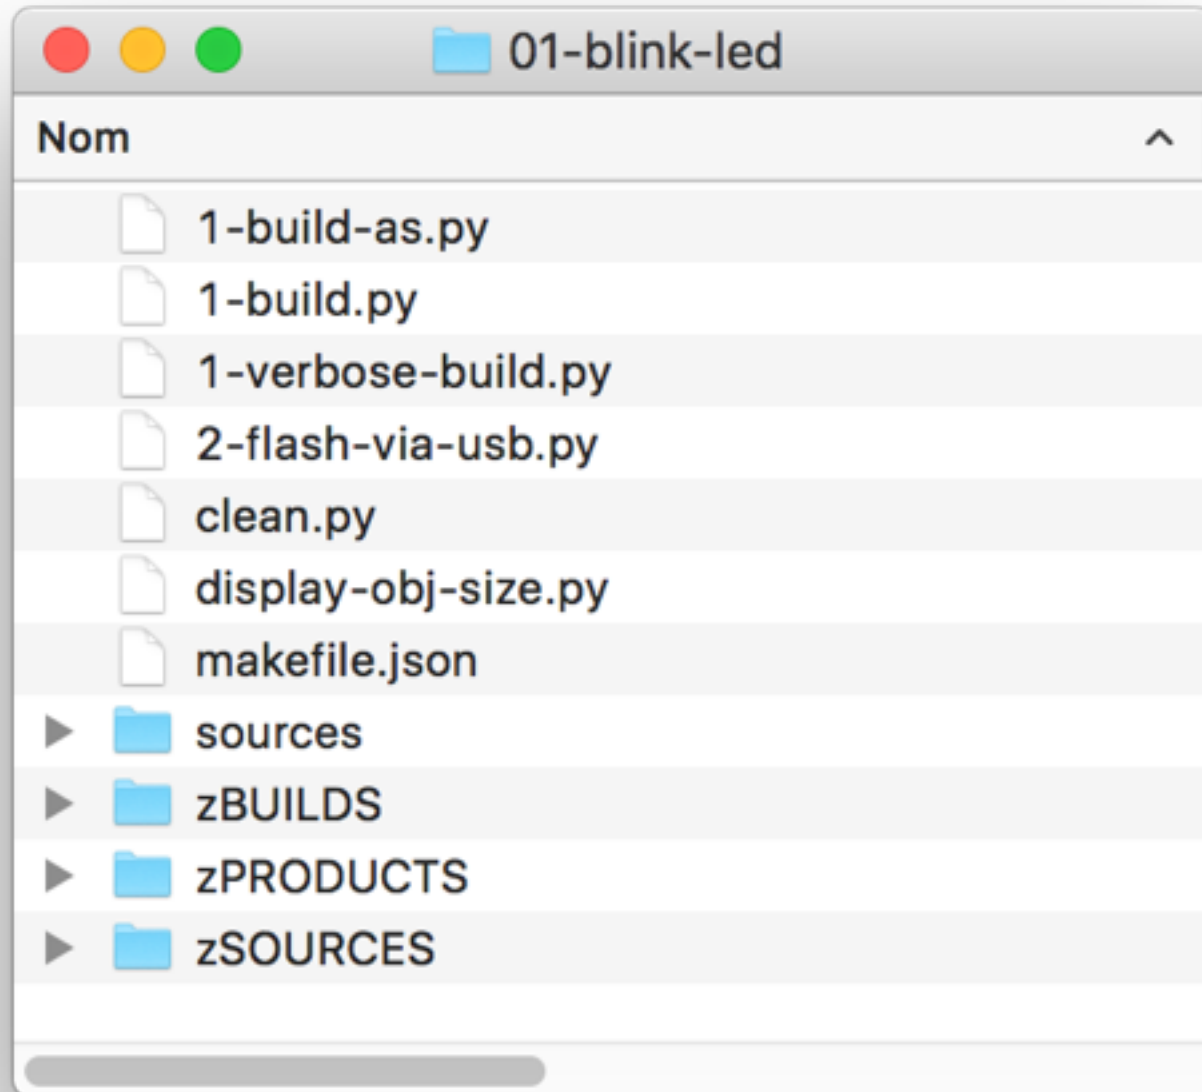 01-blink-led
Nom
1-build-as.py
1-build.py
1-verbose-build.py
2-flash-via-usb.py
clean.py
display-obj-size.py
makefile.json
sources
zBUILDS
zPRODUCTS
zSOURCES